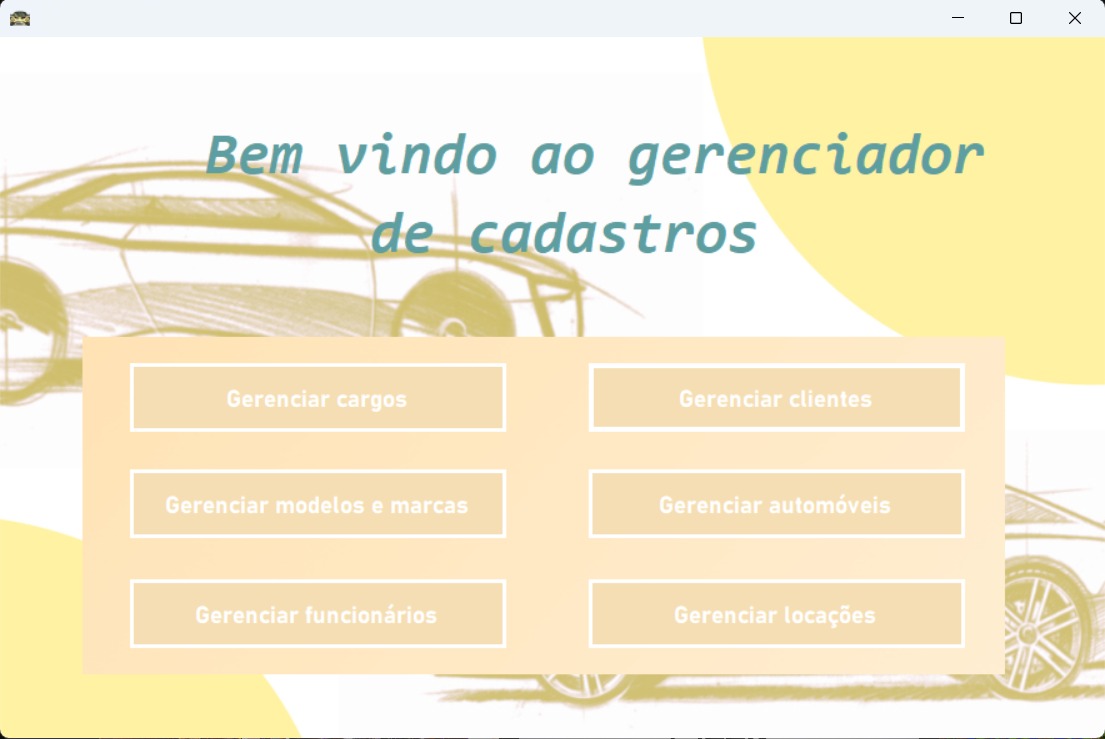 Bem vindo ao gerenciador
de cadastros
Gerenciar cargos
Gerenciar clientes
Gerenciar modelos e marcas
Gerenciar automóveis
Gerenciar funcionários
Gerenciar locações